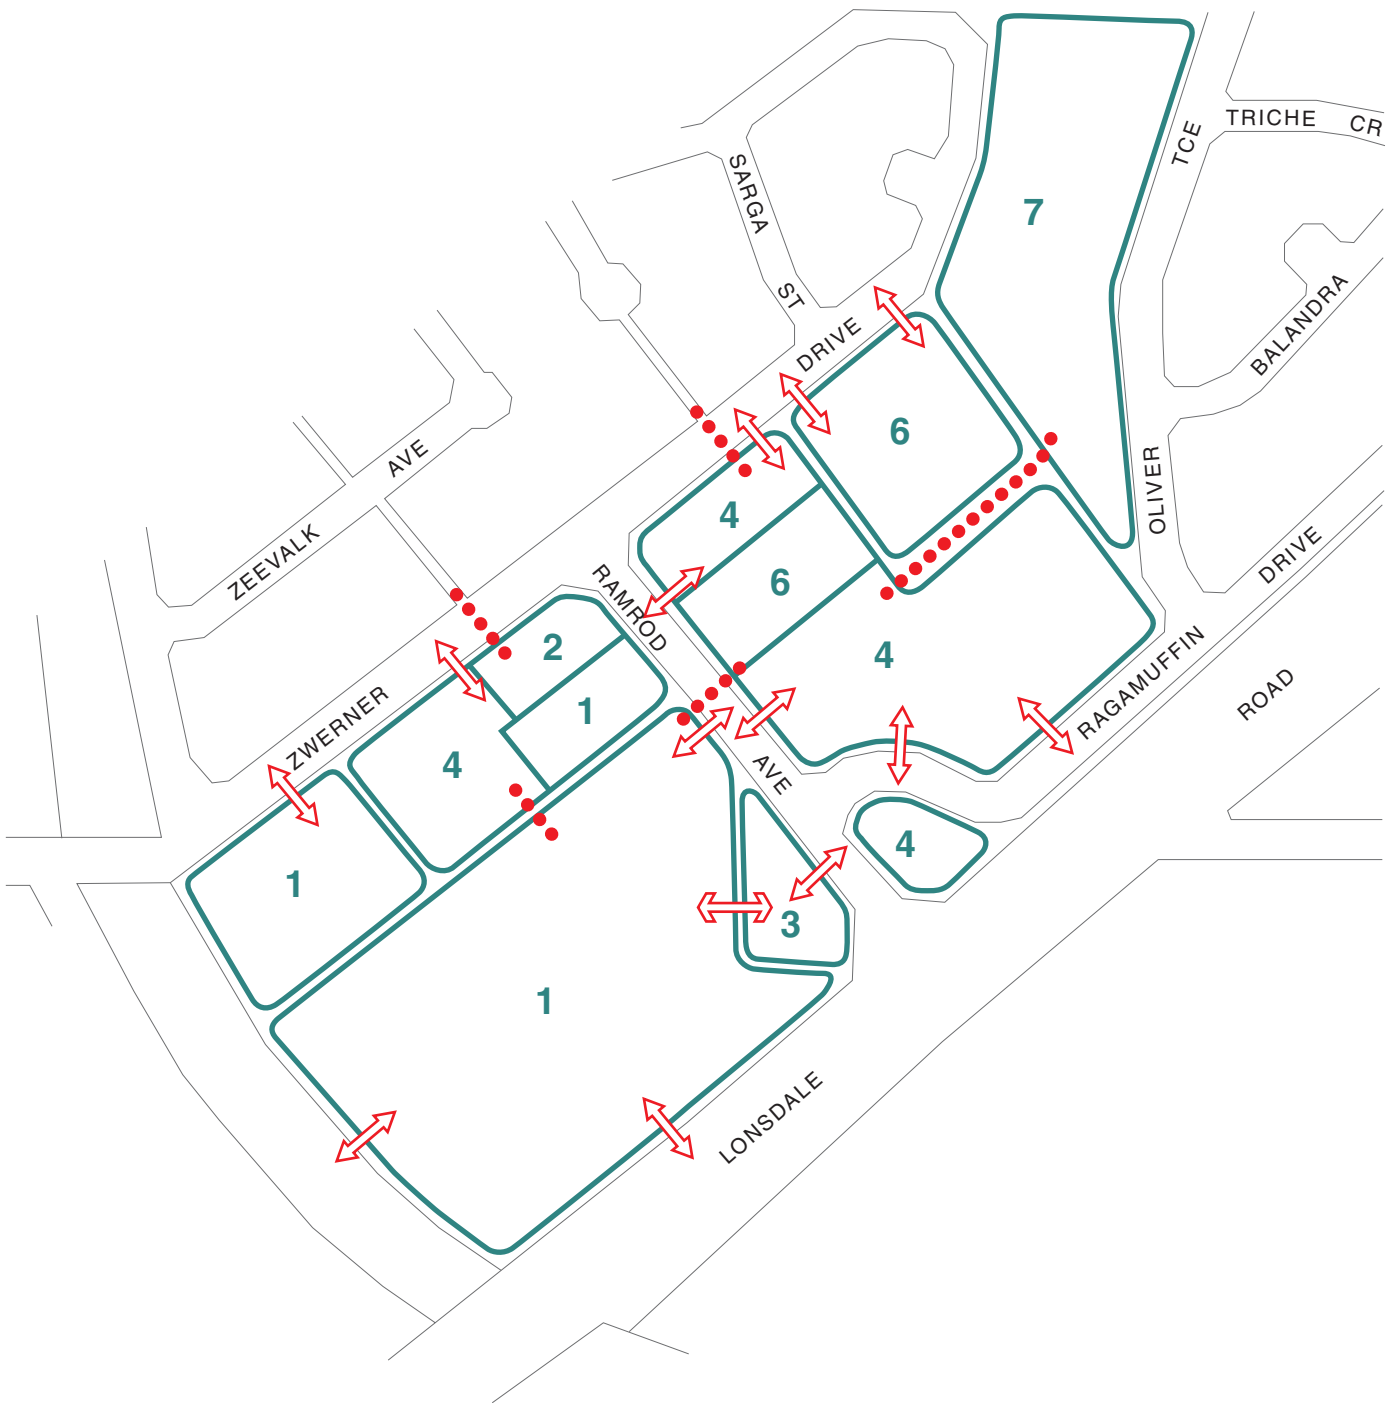 TRICHE CR
TCE
SARGA
ST
7
BALANDRA
DRIVE
6
AVE
4
OLIVER
ZEEVALK
DRIVE
6
RAMROD
2
4
RAGAMUFFIN
ROAD
1
ZWERNER
4
AVE
4
1
3
1
LONSDALE